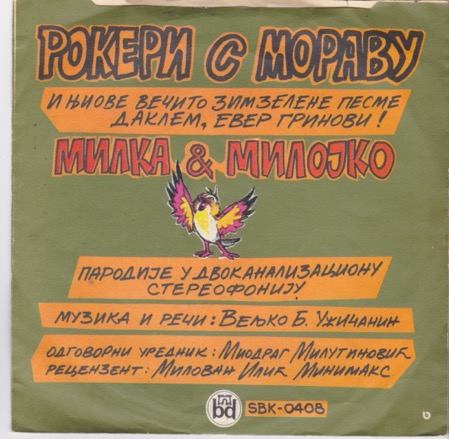 РОКЕРИ С МОРАВУ
И ЊИОВЕ ВЕЧИТО ЗИМЗЕЛЕНЕ ПЕСМЕ
ДАКЛЕМ, ЕВЕР ГРИНОВИ!
МИЛКА & МИЛОЈКО
ПАРОДИЈЕ У ДВОКАНАЛИЗАЦИОНУ
СТЕРЕОФОНИЈУ
МУЗИКА И РЕЧИ: ВЕЉКО Б. УЖИЧАНИН
ОДГОВОРНИ УРЕДНИК: МИОДРАГ МИЛУТИНОВИЋ
РЕЦЕНЗЕНТ: МИЛОВАН ИЛИЋ МИНИМАКС
bd SBK-0408